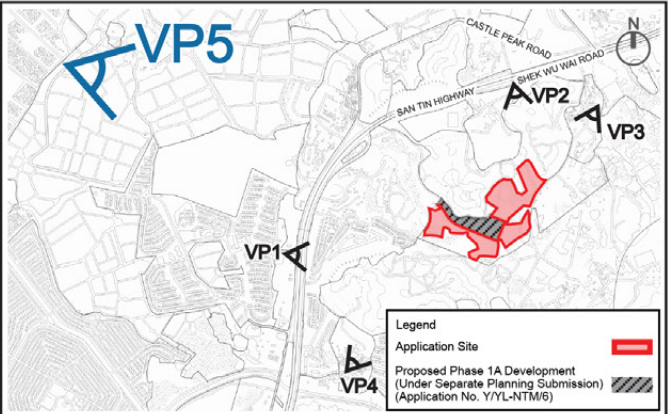 VP5
N
CASTLE PEAK ROAD
SHEK WU WAI ROAD
SAN TIN HIGHWAY
VP2
VP3
VP1
VP4
Legend
Application Site
Proposed Phase 1A Development
(Under Separate Planning Submission)
(Application No. Y/YL-NTM/6)